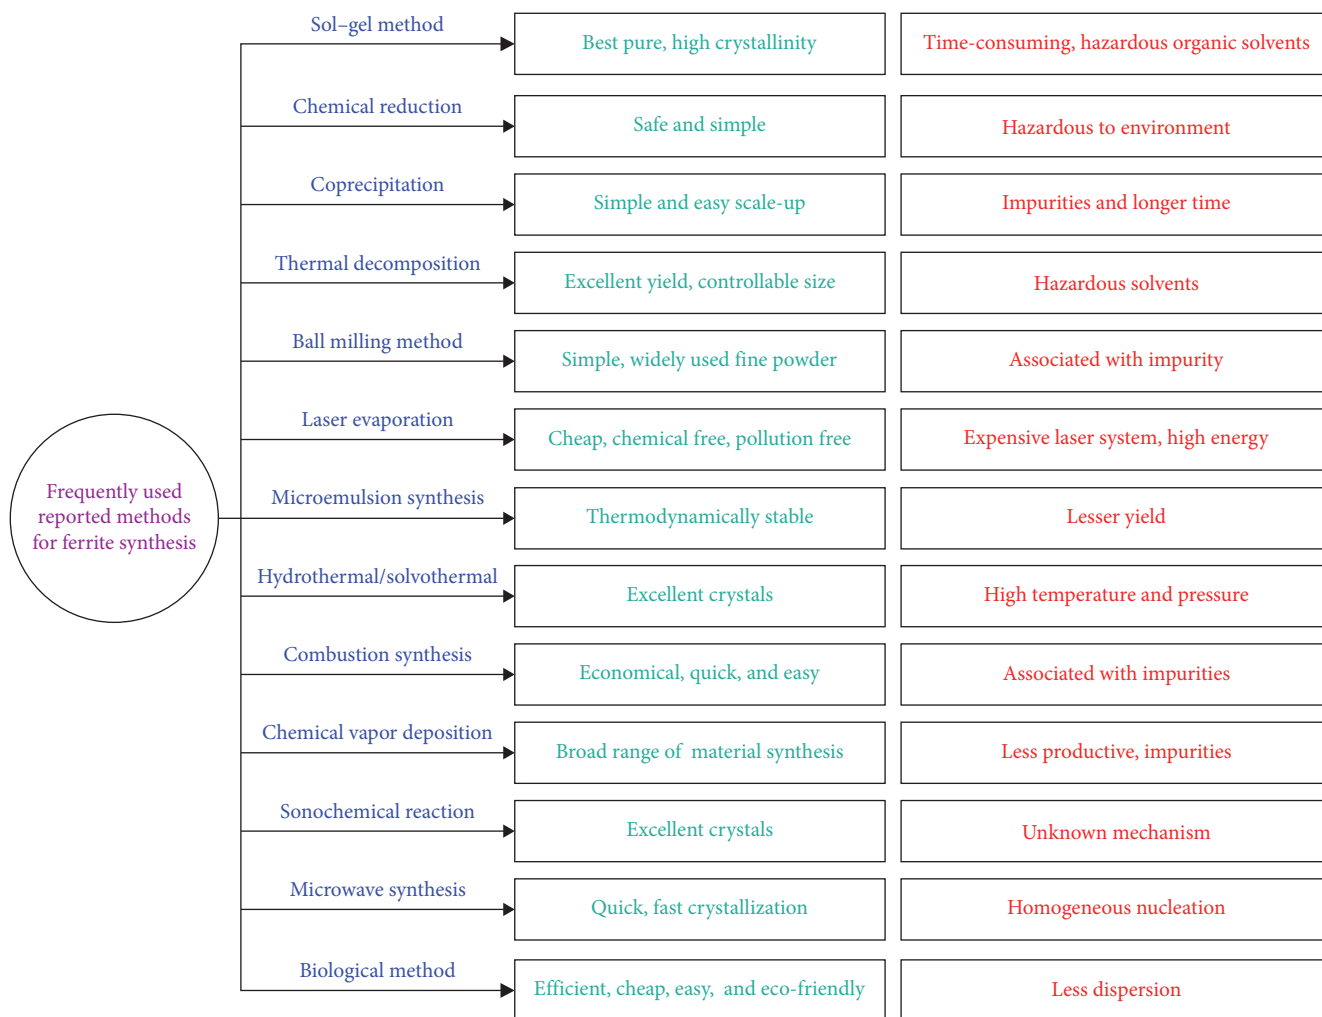 Sol–gel method
Best pure, high crystallinity
Time-consuming, hazardous organic solvents
Chemical reduction
Safe and simple
Hazardous to environment
Coprecipitation
Simple and easy scale-up
Impurities and longer time
Thermal decomposition
Excellent yield, controllable size
Hazardous solvents
Ball milling method
Simple, widely used fine powder
Associated with impurity
Laser evaporation
Cheap, chemical free, pollution free
Expensive laser system, high energy
Frequently used
reported methods
for ferrite synthesis
Microemulsion synthesis
Thermodynamically stable
Lesser yield
Hydrothermal/solvothermal
Excellent crystals
High temperature and pressure
Combustion synthesis
Economical, quick, and easy
Associated with impurities
Chemical vapor deposition
Broad range of material synthesis
Less productive, impurities
Sonochemical reaction
Excellent crystals
Unknown mechanism
Microwave synthesis
Quick, fast crystallization
Homogeneous nucleation
Biological method
Efficient, cheap, easy, and eco-friendly
Less dispersion